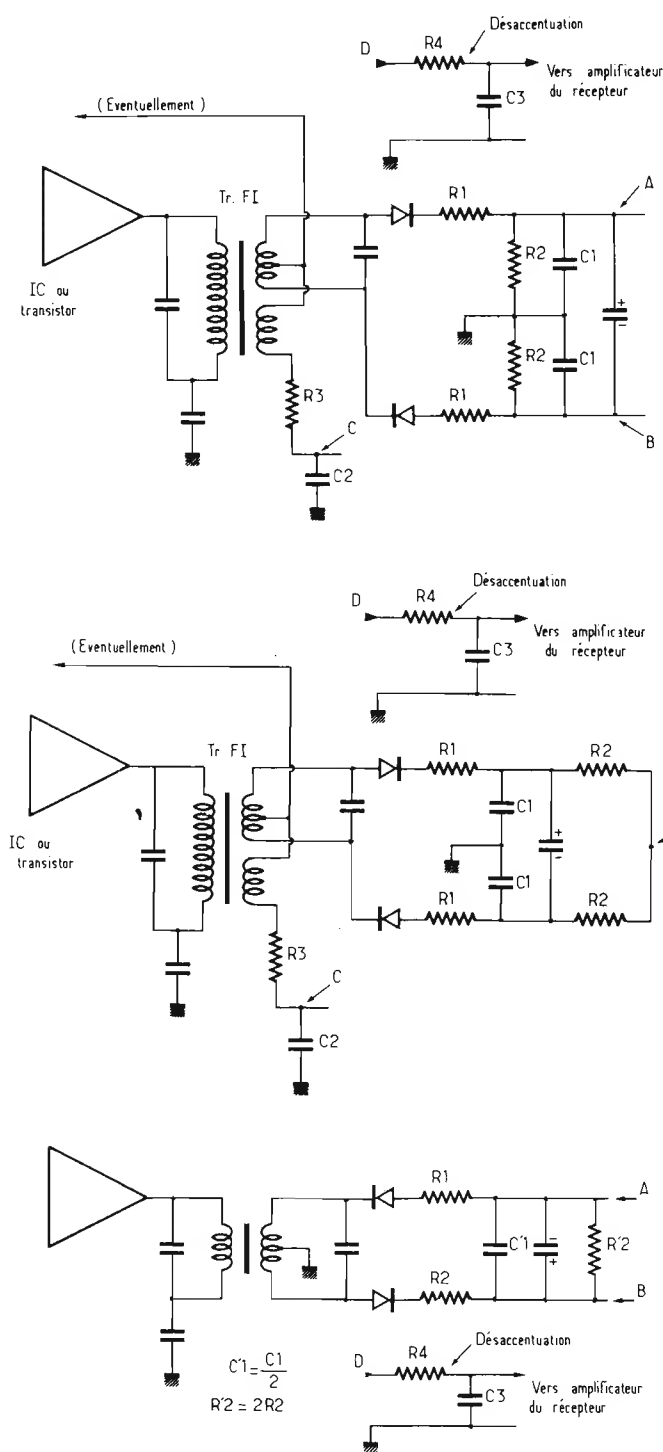 Désaccentuation
D
R4
Vers amplificateur
du récepteur
C3
(Eventuellement)
Tr. FI
R1
A
IC ou
transistor
R2
C1
+
-
R2
C1
R3
R1
B
C
C2
Désaccentuation
D
R4
Vers amplificateur
du récepteur
C3
(Eventuellement)
Tr FI
R1
R2
IC ou
transistor
C1
+
-
C1
R1
R2
R3
C
C2
R1
A
C'1
-
+
R'2
R2
B
C'1 = C1
2
R'2 = 2R2
Désaccentuation
D
R4
Vers amplificateur
du récepteur
C3